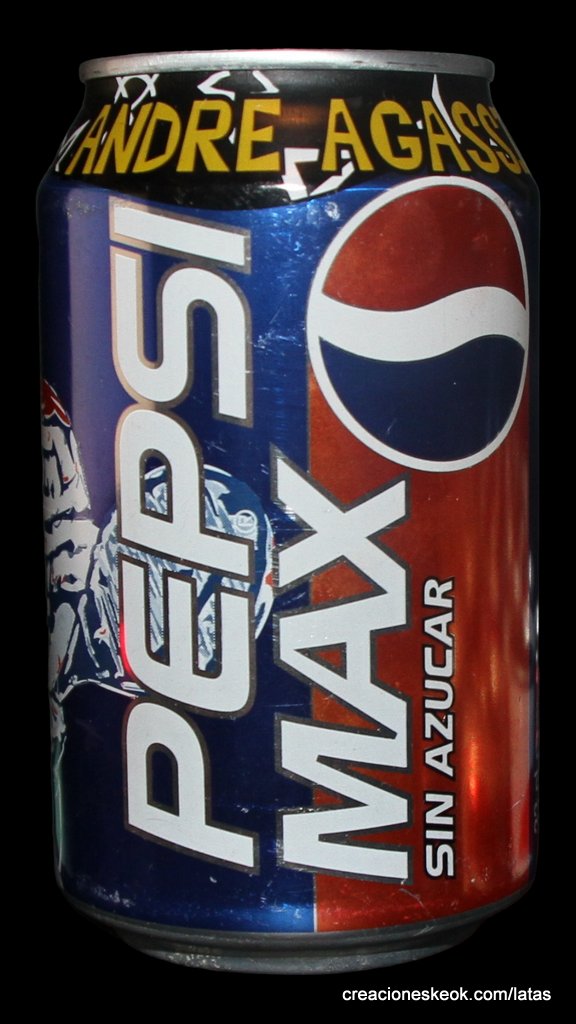 ANDRE AGASSI
PEPSI
MAX
SIN AZUCAR
creacioneskeok.com/latas